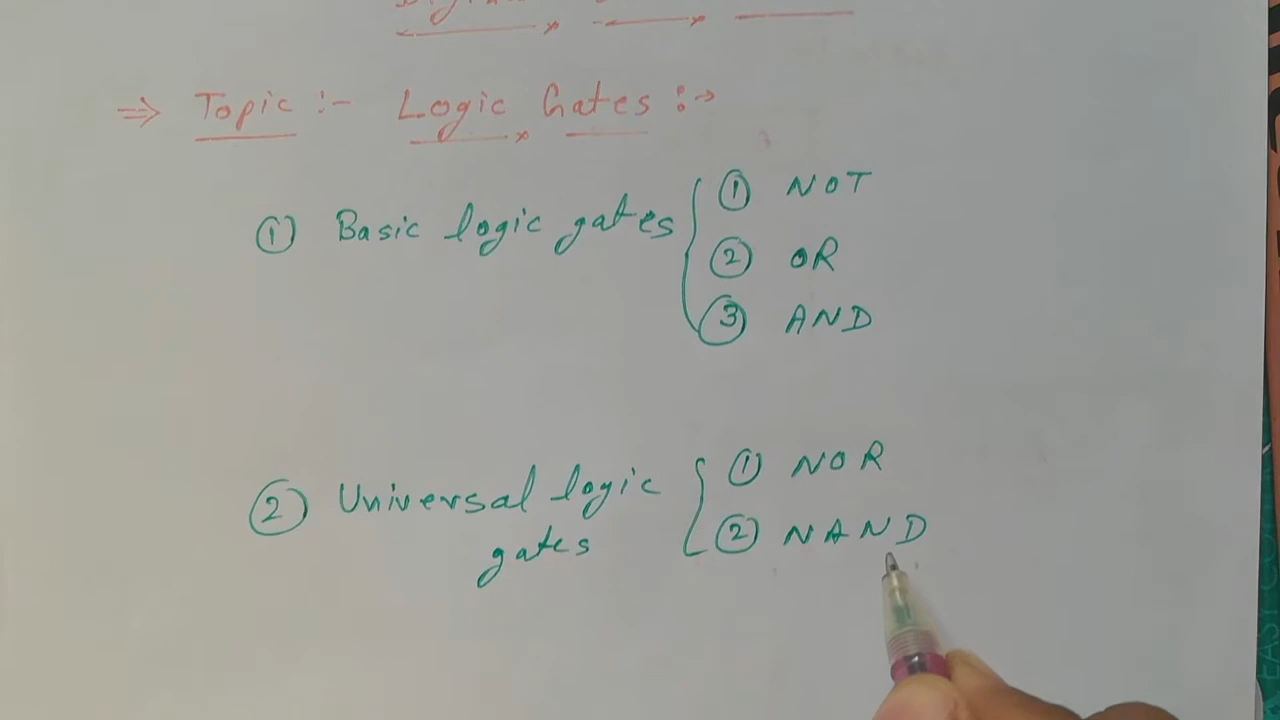 ⇒ Topic :- Logic Gates :→
① Basic logic gates
① NOT
② OR
③ AND
② Universal logic
gates
① NOR
② NAND